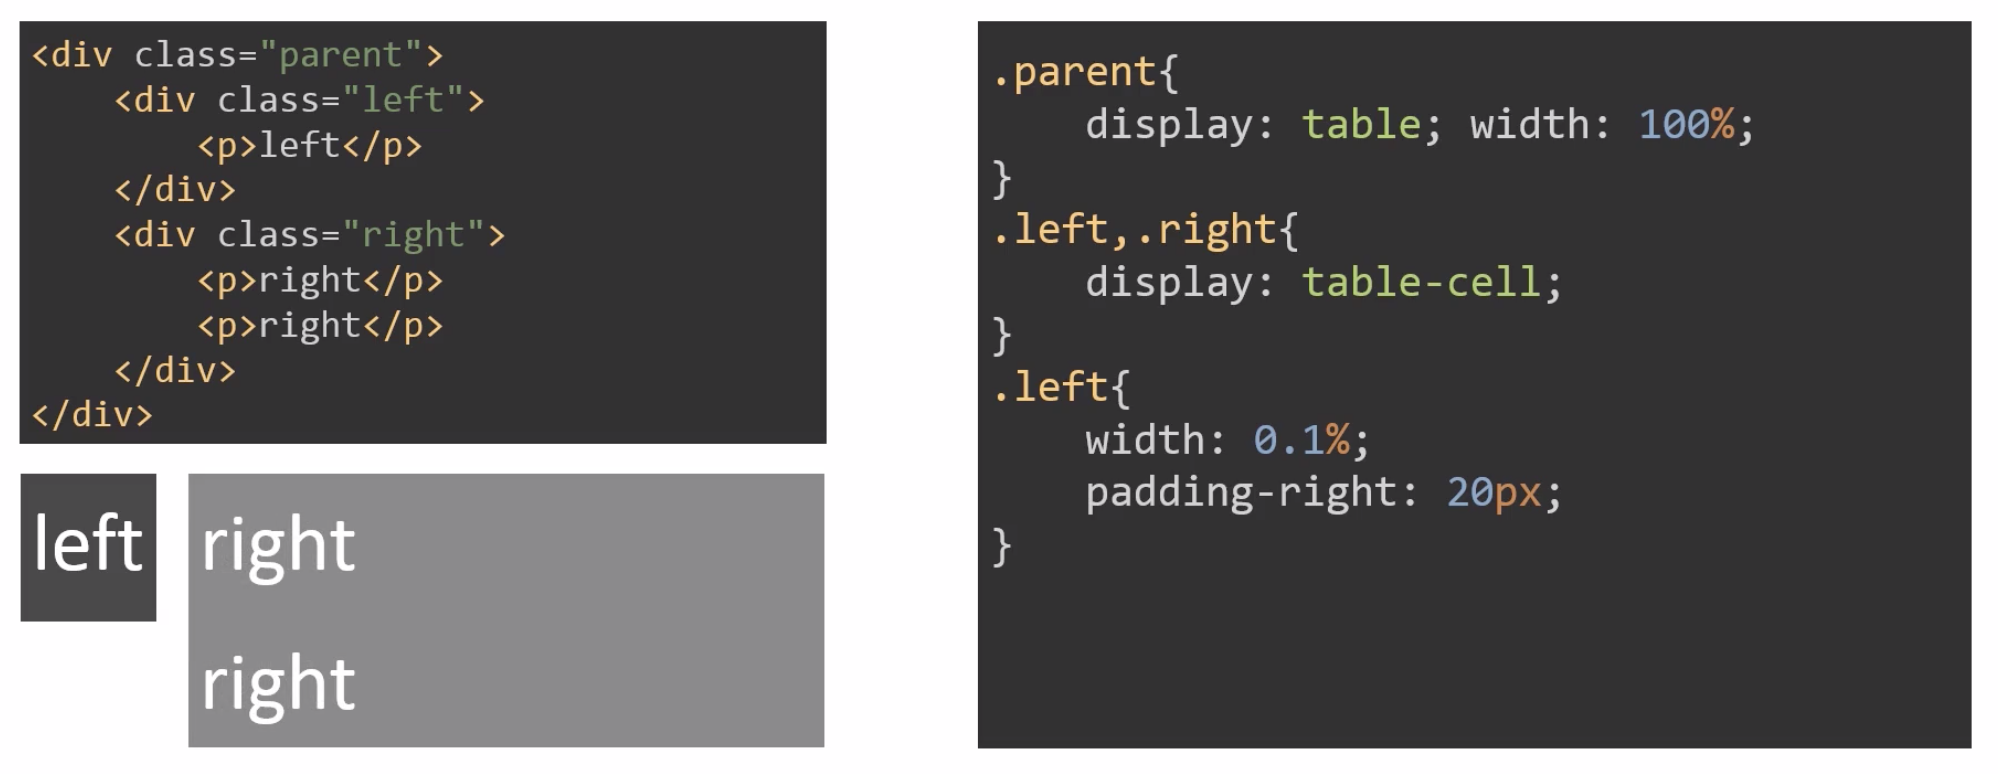 <div class="parent">
    <div class="left">
        <p>left</p>
    </div>
    <div class="right">
        <p>right</p>
        <p>right</p>
    </div>
</div>
left
right
right
.parent{
    display: table; width: 100%;
}
.left,.right{
    display: table-cell;
}
.left{
    width: 0.1%;
    padding-right: 20px;
}